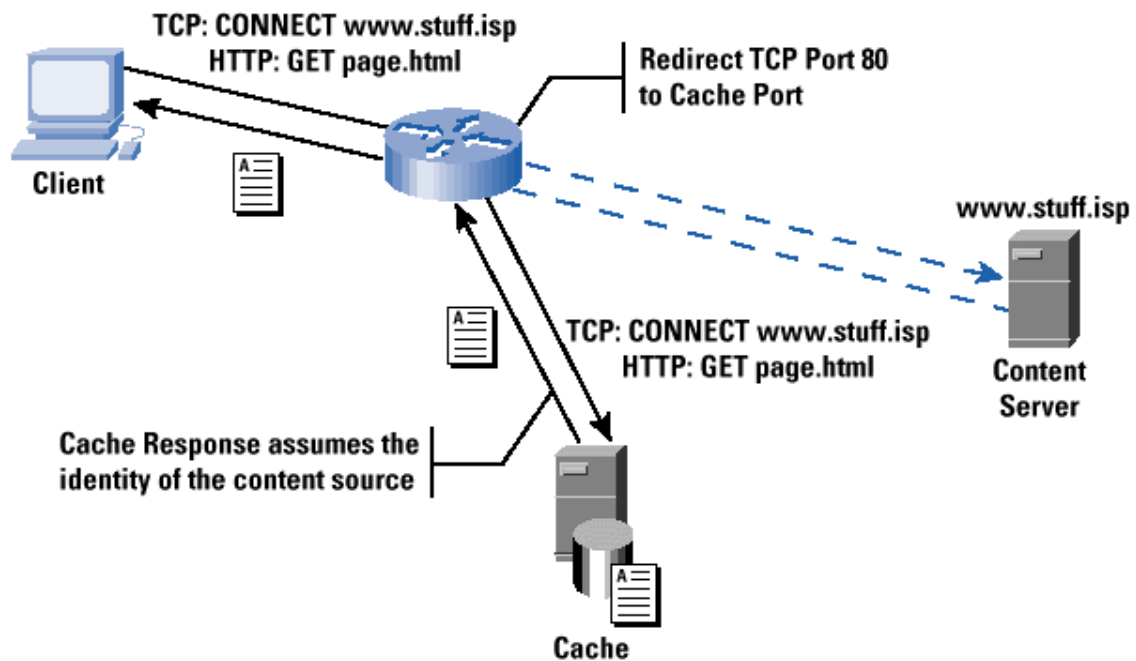 TCP: CONNECT www.stuff.isp
HTTP: GET page.html
Redirect TCP Port 80
to Cache Port
A
Client
www.stuff.isp
A
TCP: CONNECT www.stuff.isp
HTTP: GET page.html
Content
Server
Cache Response assumes the
identity of the content source
A
Cache